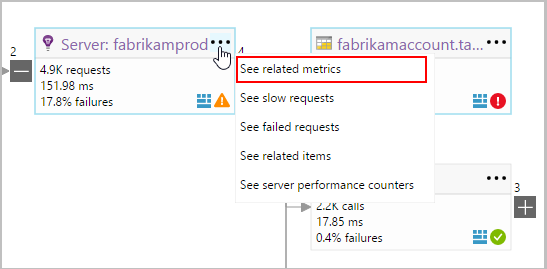 2
Server: fabrikamprod
4.9K requests
151.98 ms
17.8% failures
4
See related metrics
See slow requests
See failed requests
See related items
See server performance counters
fabrikamaccount.ta...
3
2.2K calls
17.85 ms
0.4% failures